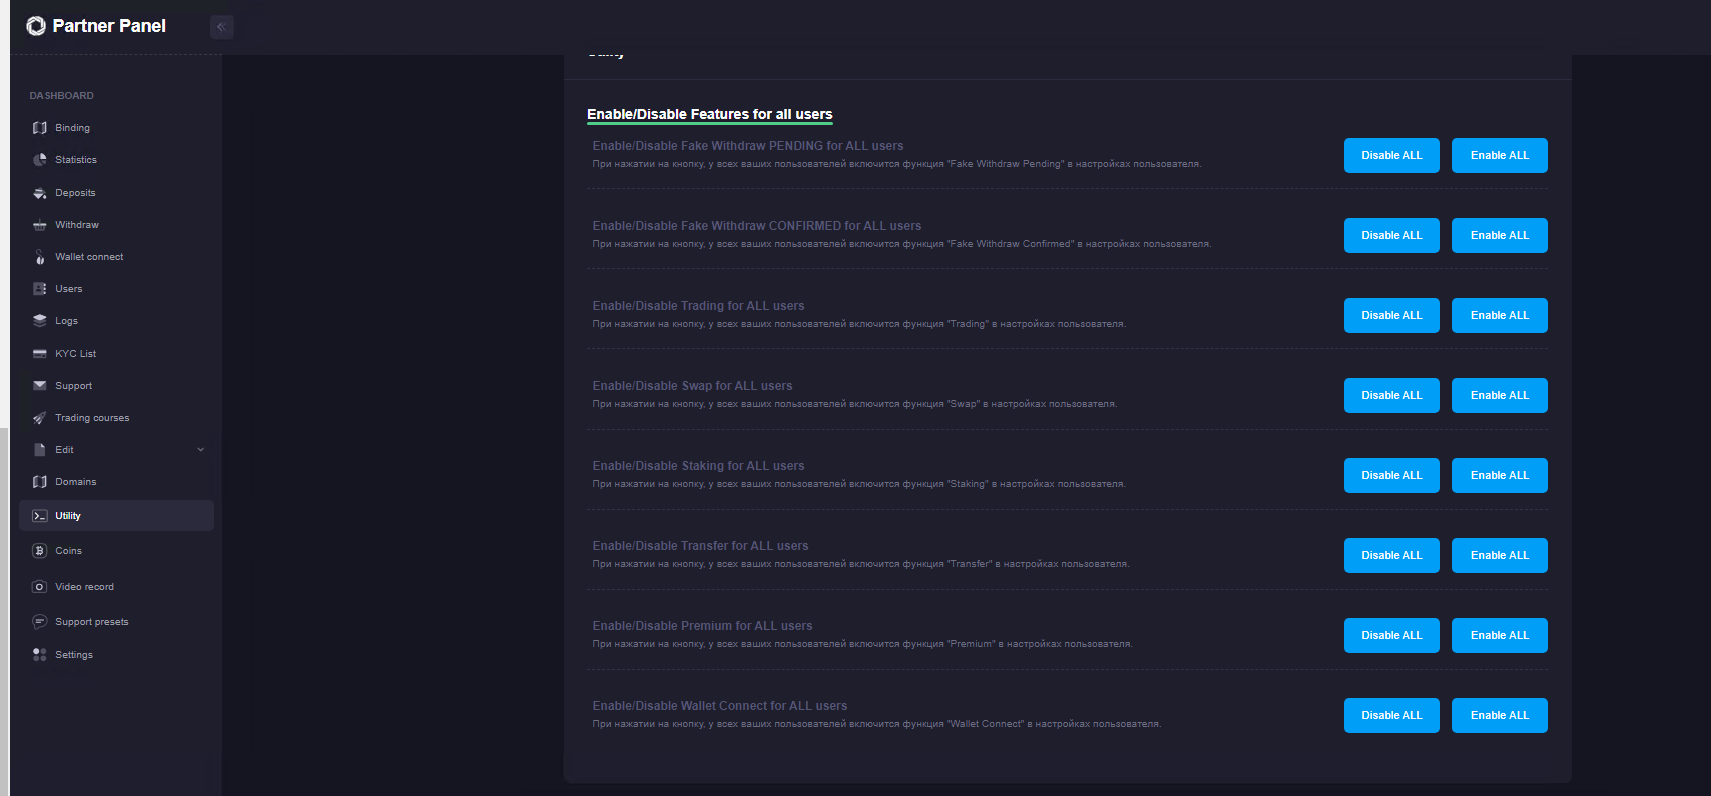 Partner Panel
DASHBOARD
Binding
Statistics
Deposits
Withdraw
Wallet connect
Users
Logs
KYC List
Support
Trading courses
Edit
Domains
Utility
Coins
Video record
Support presets
Settings
Utility
Enable/Disable Features for all users
Enable/Disable Fake Withdraw PENDING for ALL users
При нажатии на кнопку, у всех ваших пользователей включится функция "Fake Withdraw Pending" в настройках пользователя.
Disable ALL
Enable ALL
Enable/Disable Fake Withdraw CONFIRMED for ALL users
При нажатии на кнопку, у всех ваших пользователей включится функция "Fake Withdraw Confirmed" в настройках пользователя.
Disable ALL
Enable ALL
Enable/Disable Trading for ALL users
При нажатии на кнопку, у всех ваших пользователей включится функция "Trading" в настройках пользователя.
Disable ALL
Enable ALL
Enable/Disable Swap for ALL users
При нажатии на кнопку, у всех ваших пользователей включится функция "Swap" в настройках пользователя.
Disable ALL
Enable ALL
Enable/Disable Staking for ALL users
При нажатии на кнопку, у всех ваших пользователей включится функция "Staking" в настройках пользователя.
Disable ALL
Enable ALL
Enable/Disable Transfer for ALL users
При нажатии на кнопку, у всех ваших пользователей включится функция "Transfer" в настройках пользователя.
Disable ALL
Enable ALL
Enable/Disable Premium for ALL users
При нажатии на кнопку, у всех ваших пользователей включится функция "Premium" в настройках пользователя.
Disable ALL
Enable ALL
Enable/Disable Wallet Connect for ALL users
При нажатии на кнопку, у всех ваших пользователей включится функция "Wallet Connect" в настройках пользователя.
Disable ALL
Enable ALL